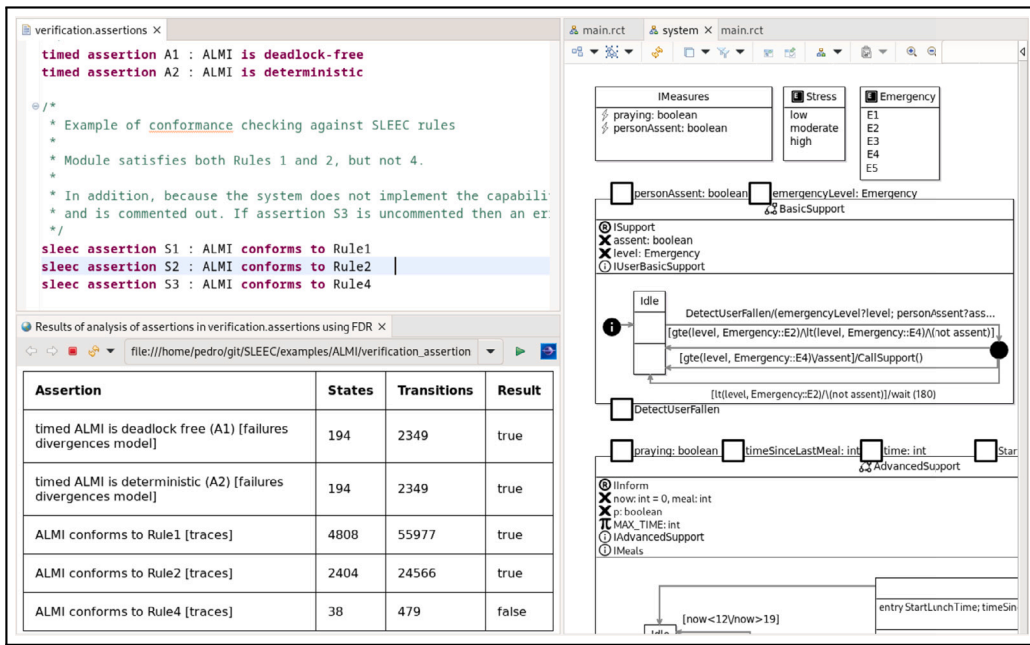 verification.assertions
timed assertion A1 : ALMI is deadlock-free
timed assertion A2 : ALMI is deterministic
/*
* Example of conformance checking against SLEEC rules
*
* Module satisfies both Rules 1 and 2, but not 4.
*
* In addition, because the system does not implement the capabili
* and is commented out. If assertion S3 is uncommented then an er
*/
sleec assertion S1 : ALMI conforms to Rule1
sleec assertion S2 : ALMI conforms to Rule2
sleec assertion S3 : ALMI conforms to Rule4
Results of analysis of assertions in verification.assertions using FDR
file:///home/pedro/git/SLEEC/examples/ALMI/verification_assertion
Assertion States Transitions Result
timed ALMI is deadlock free (A1) [failures
divergences model] 194 2349 true
timed ALMI is deterministic (A2) [failures
divergences model] 194 2349 true
ALMI conforms to Rule1 [traces] 4808 55977 true
ALMI conforms to Rule2 [traces] 2404 24566 true
ALMI conforms to Rule4 [traces] 38 479 false
main.rct system main.rct
IMeasures
praying: boolean
personAssent: boolean
Stress
low
moderate
high
Emergency
E1
E2
E3
E4
E5
personAssent: boolean emergencyLevel: Emergency
BasicSupport
ISupport
assent: boolean
level: Emergency
IUserBasicSupport
Idle
DetectUserFallen/(emergencyLevel?level; personAssent?ass...
[gte(level, Emergency::E2)/\lt(level, Emergency::E4)/\(not assent)]
[gte(level, Emergency::E4)\/assent]/CallSupport()
[lt(level, Emergency::E2)/\(not assent)]/wait (180)
DetectUserFallen
praying: boolean timeSinceLastMeal: int time: int Star
AdvancedSupport
IInform
now: int = 0, meal: int
p: boolean
MAX_TIME: int
IAdvancedSupport
IMeals
entry StartLunchTime; timeSin
[now<12\/now>19]
Idle